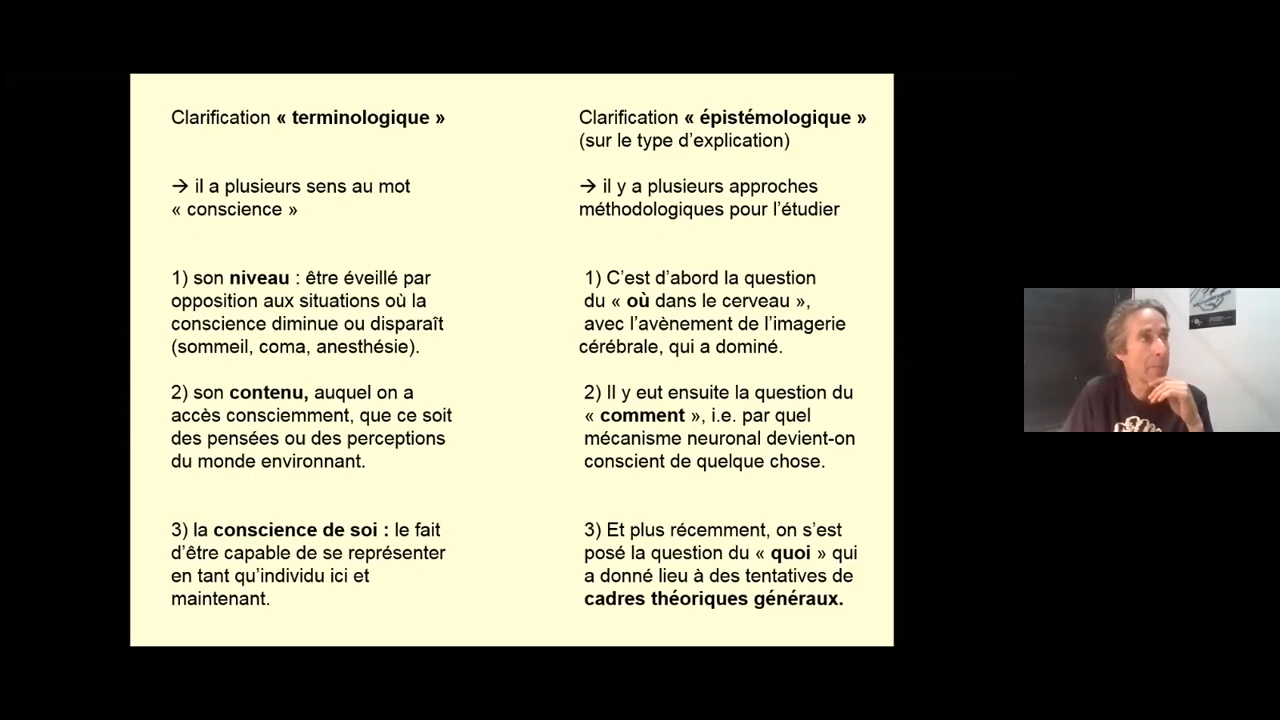 Clarification « terminologique »
→ il a plusieurs sens au mot
« conscience »
1) son niveau : être éveillé par
opposition aux situations où la
conscience diminue ou disparaît
(sommeil, coma, anesthésie).
2) son contenu, auquel on a
accès consciemment, que ce soit
des pensées ou des perceptions
du monde environnant.
3) la conscience de soi : le fait
d’être capable de se représenter
en tant qu’individu ici et
maintenant.
Clarification « épistémologique »
(sur le type d’explication)
→ il y a plusieurs approches
méthodologiques pour l’étudier
1) C’est d’abord la question
du « où dans le cerveau »,
avec l’avènement de l’imagerie
cérébrale, qui a dominé.
2) Il y eut ensuite la question du
« comment », i.e. par quel
mécanisme neuronal devient-on
conscient de quelque chose.
3) Et plus récemment, on s’est
posé la question du « quoi » qui
a donné lieu à des tentatives de
cadres théoriques généraux.